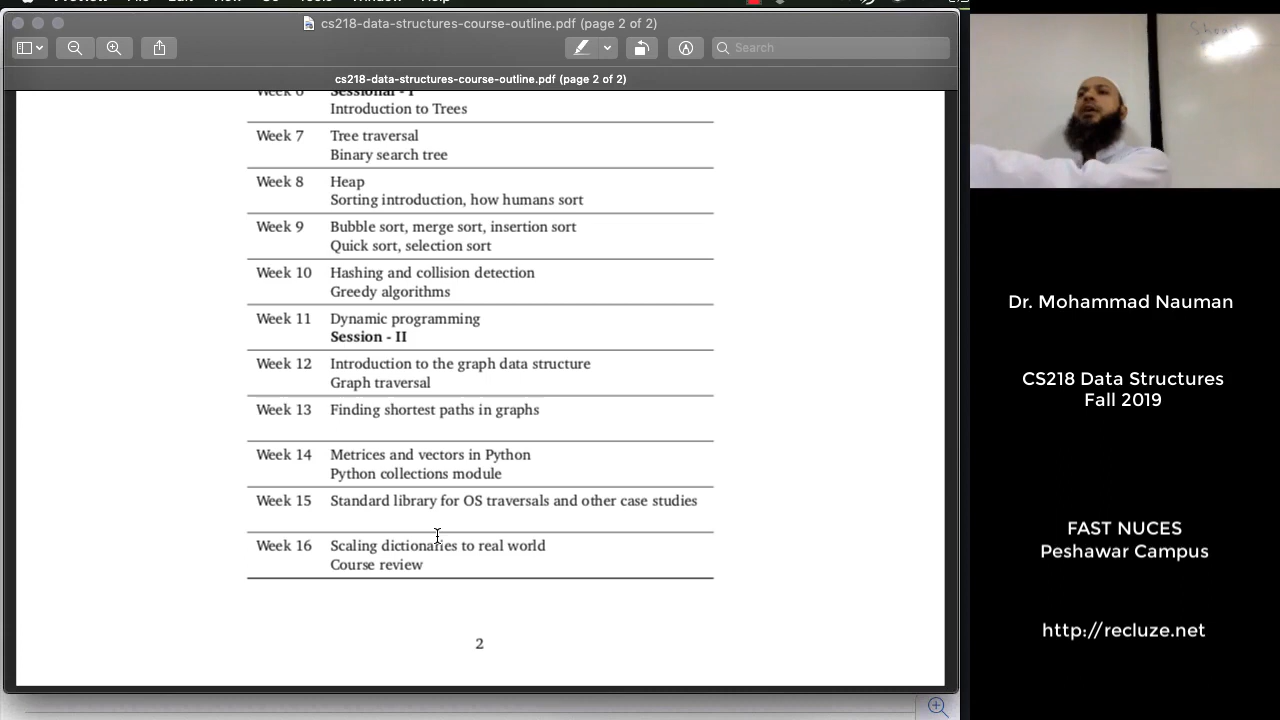 cs218-data-structures-course-outline.pdf (page 2 of 2)
Search
cs218-data-structures-course-outline.pdf (page 2 of 2)
Introduction to Trees
Week 7 Tree traversal
Binary search tree
Week 8 Heap
Sorting introduction, how humans sort
Week 9 Bubble sort, merge sort, insertion sort
Quick sort, selection sort
Week 10 Hashing and collision detection
Greedy algorithms
Week 11 Dynamic programming
Session - II
Week 12 Introduction to the graph data structure
Graph traversal
Week 13 Finding shortest paths in graphs
Week 14 Metrices and vectors in Python
Python collections module
Week 15 Standard library for OS traversals and other case studies
Week 16 Scaling dictionaries to real world
Course review
2
Dr. Mohammad Nauman
CS218 Data Structures
Fall 2019
FAST NUCES
Peshawar Campus
http://recluze.net